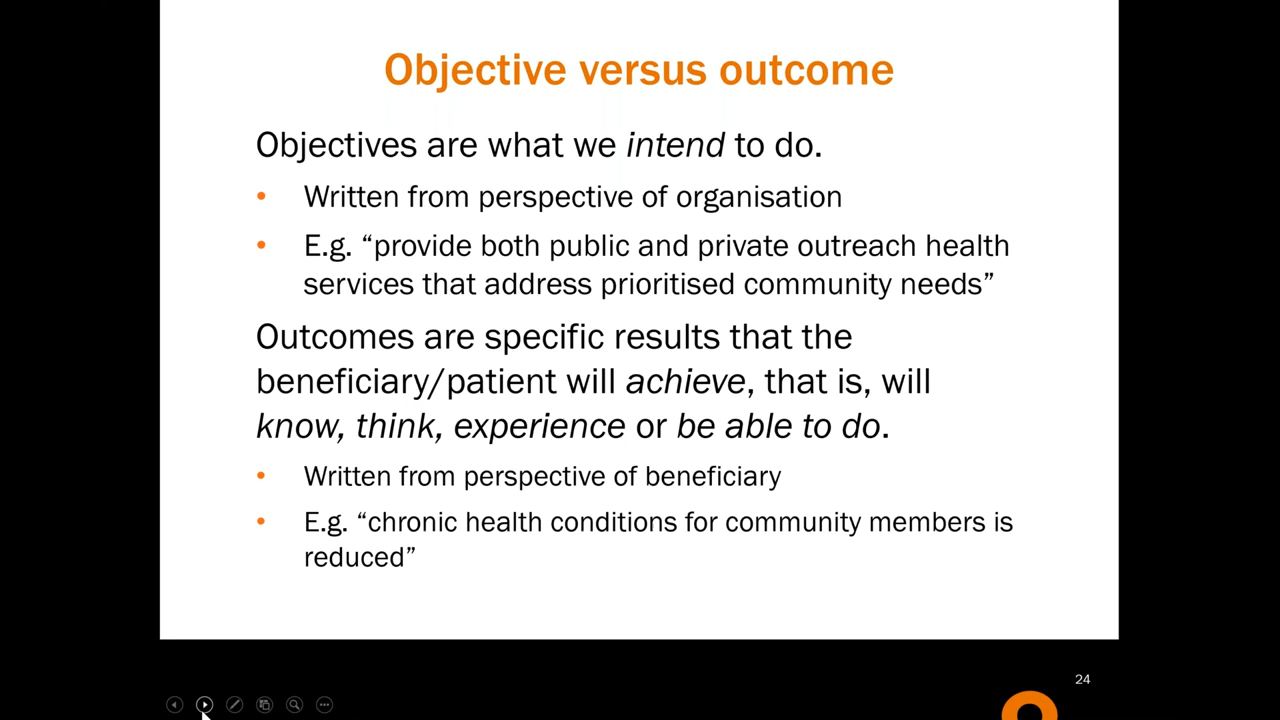 Objective versus outcome
Objectives are what we intend to do.
• Written from perspective of organisation
• E.g. “provide both public and private outreach health
services that address prioritised community needs”
Outcomes are specific results that the
beneficiary/patient will achieve, that is, will
know, think, experience or be able to do.
• Written from perspective of beneficiary
• E.g. “chronic health conditions for community members is
reduced”
24